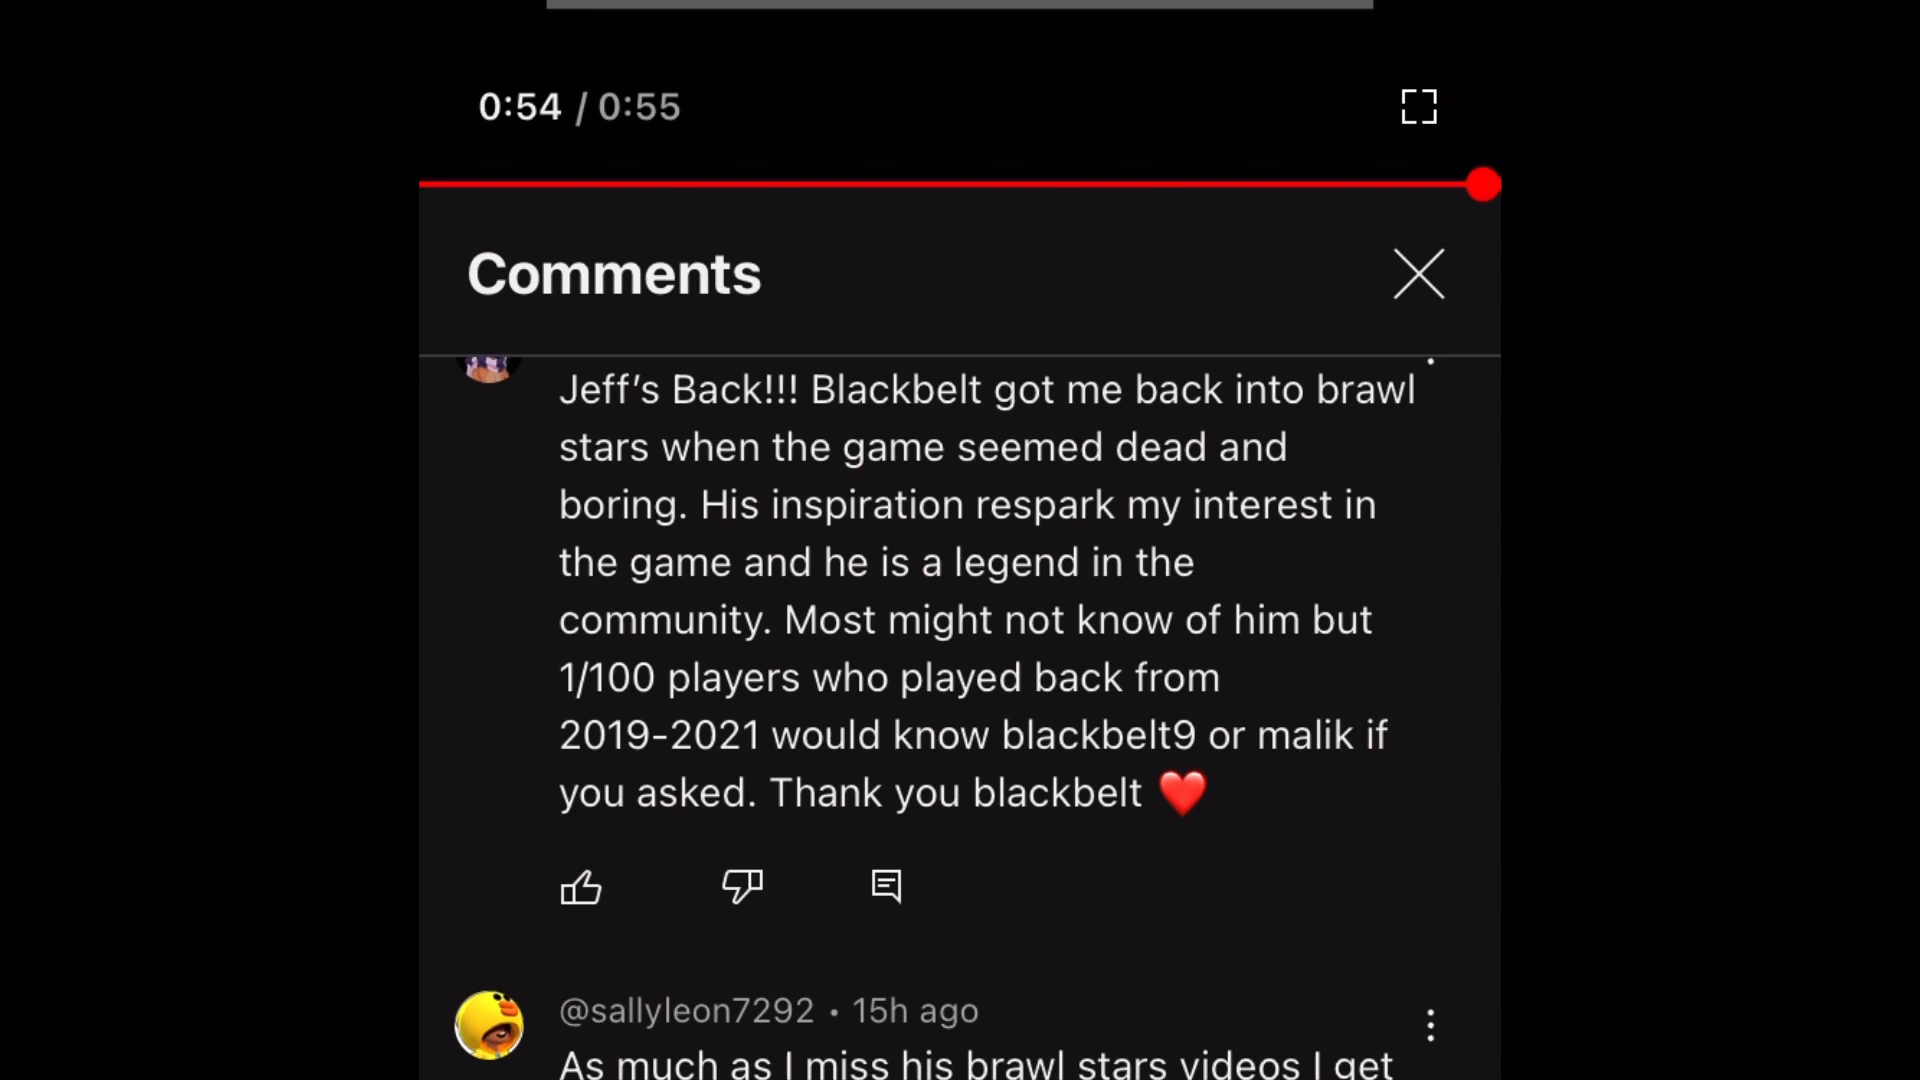 0:54 / 0:55
Comments
Jeff’s Back!!! Blackbelt got me back into brawl
stars when the game seemed dead and
boring. His inspiration respark my interest in
the game and he is a legend in the
community. Most might not know of him but
1/100 players who played back from
2019-2021 would know blackbelt9 or malik if
you asked. Thank you blackbelt ❤️
@sallyleon7292 • 15h ago
As much as I miss his brawl stars videos I get